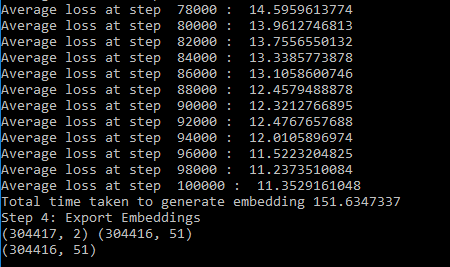 Average loss at step  78000 :  14.5959613774
Average loss at step  80000 :  13.9612746813
Average loss at step  82000 :  13.7556550132
Average loss at step  84000 :  13.3385773878
Average loss at step  86000 :  13.1058600746
Average loss at step  88000 :  12.4579488878
Average loss at step  90000 :  12.3212766895
Average loss at step  92000 :  12.4767657688
Average loss at step  94000 :  12.0105896974
Average loss at step  96000 :  11.5223204825
Average loss at step  98000 :  11.2373510084
Average loss at step  100000 :  11.3529161048
Total time taken to generate embedding 151.6347337
Step 4: Export Embeddings
(304417, 2) (304416, 51)
(304416, 51)